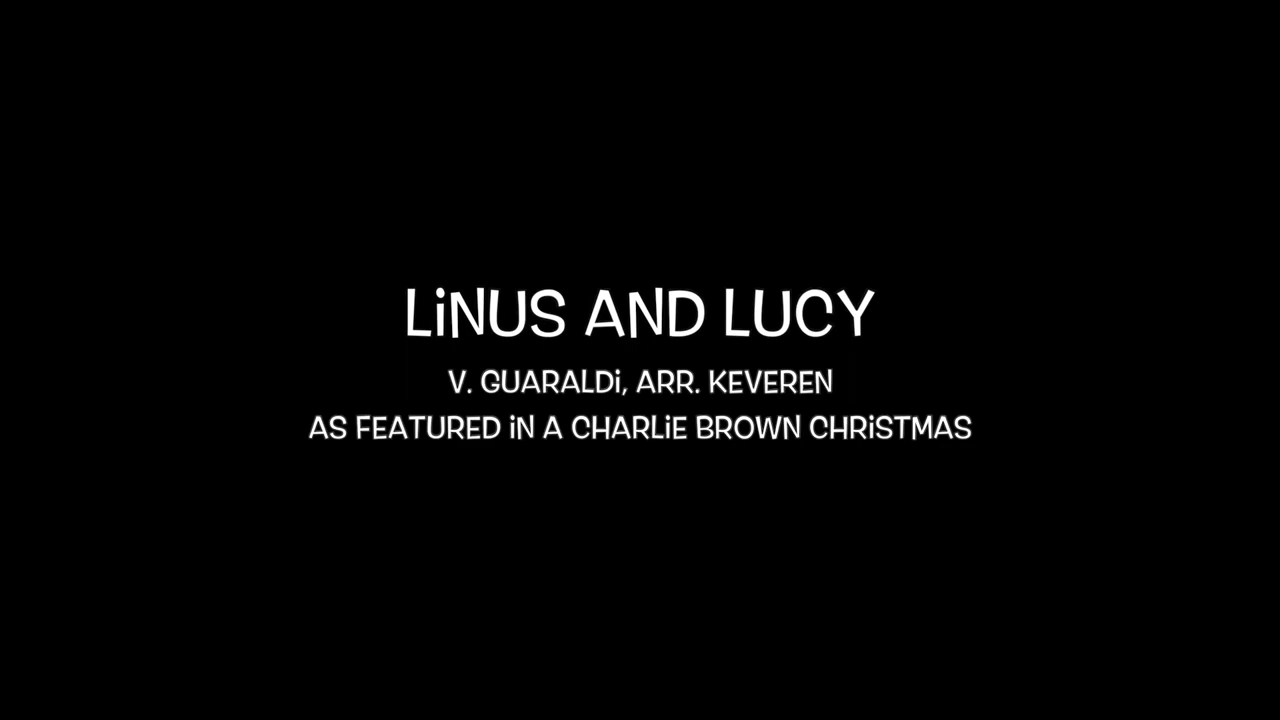 LiNUS AND LUCY
V. GUARALDi, ARR. KEVEREN
AS FEATURED iN A CHARLiE BROWN CHRiSTMAS